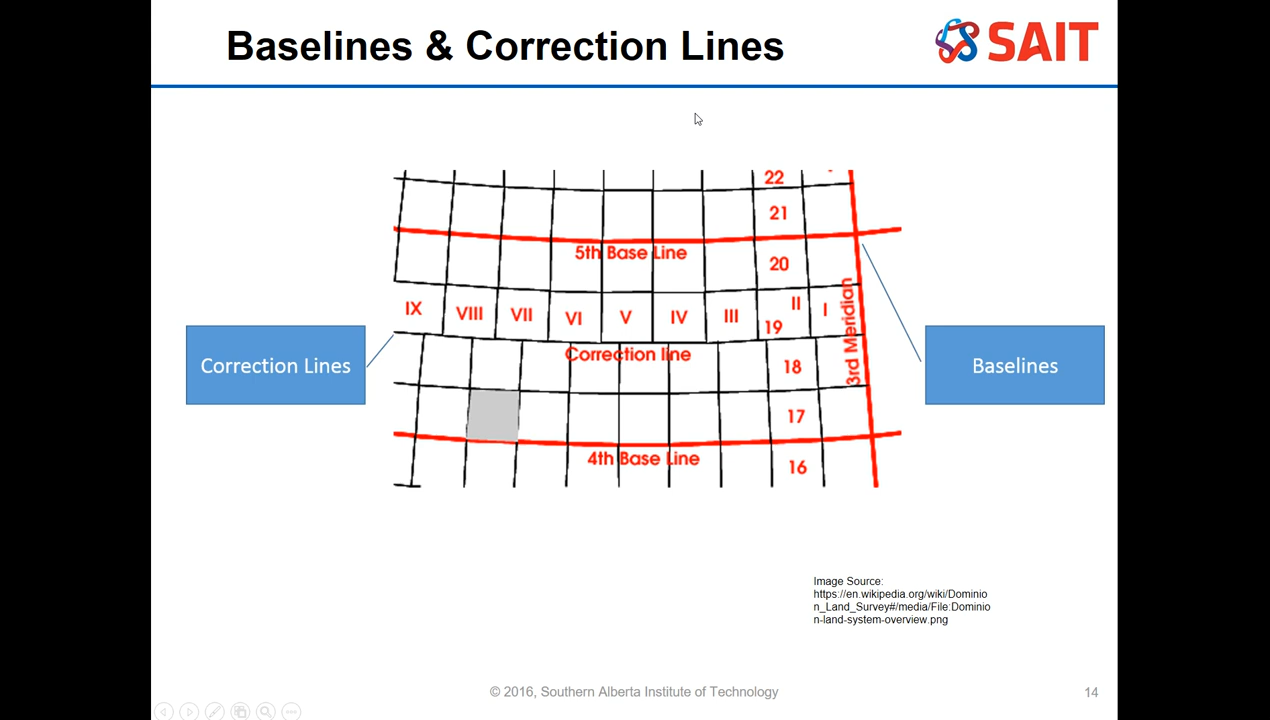 Baselines & Correction Lines
SAIT
22
21
5th Base Line
20
IX VIII VII VI V IV III II I
19
3rd Meridian
Correction Lines
Correction line
Baselines
18
17
4th Base Line
16
Image Source:
https://en.wikipedia.org/wiki/Dominio
n_Land_Survey#/media/File:Dominio
n-land-system-overview.png
© 2016, Southern Alberta Institute of Technology
14